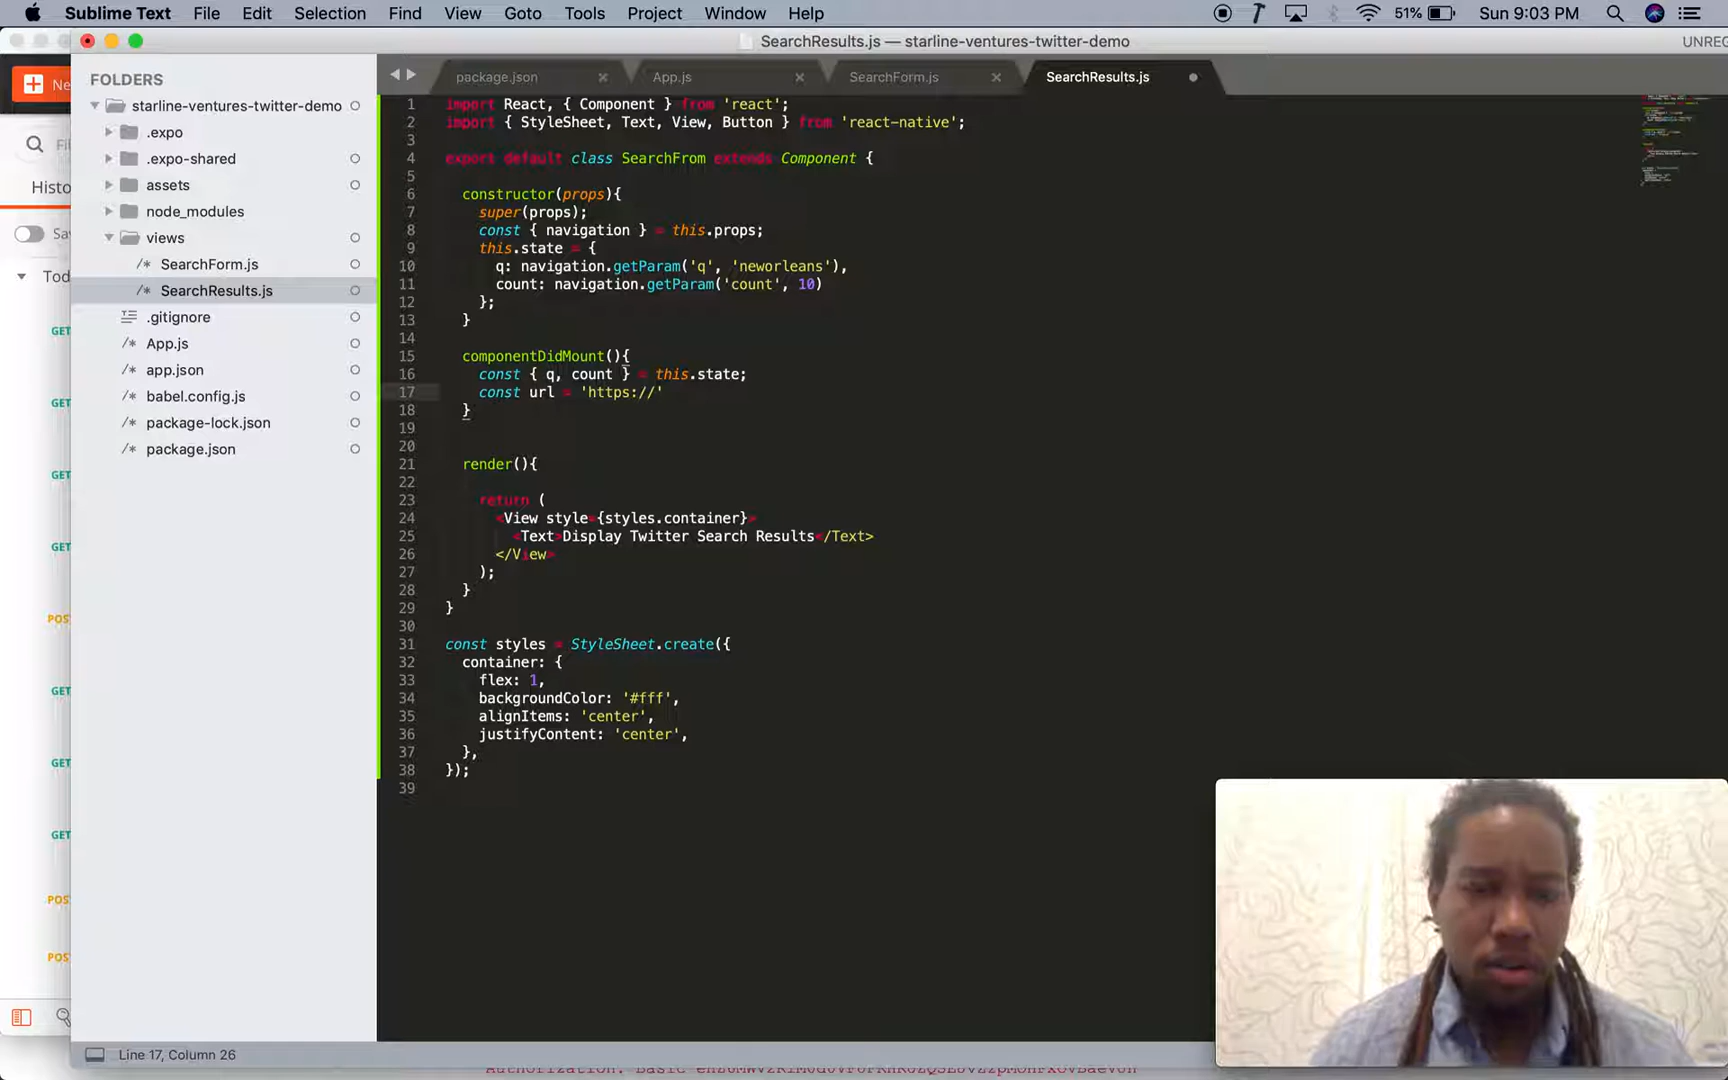 Sublime Text File Edit Selection Find View Goto Tools Project Window Help 51% Sun 9:03 PM
SearchResults.js — starline-ventures-twitter-demo UNREG
FOLDERS
starline-ventures-twitter-demo
.expo
.expo-shared
assets
node_modules
views
SearchForm.js
SearchResults.js
.gitignore
App.js
app.json
babel.config.js
package-lock.json
package.json
Ne
Fil
Histo
Sav
Tod
GET
GET
GET
GET
POS
GET
GET
GET
POS
POS
package.json App.js SearchForm.js SearchResults.js
1 import React, { Component } from 'react';
2 import { StyleSheet, Text, View, Button } from 'react-native';
3
4 export default class SearchFrom extends Component {
5
6 constructor(props){
7 super(props);
8 const { navigation } = this.props;
9 this.state = {
10 q: navigation.getParam('q', 'neworleans'),
11 count: navigation.getParam('count', 10)
12 };
13 }
14
15 componentDidMount(){
16 const { q, count } = this.state;
17 const url = 'https://'
18 }
19
20
21 render(){
22
23 return (
24 <View style={styles.container}>
25 <Text>Display Twitter Search Results</Text>
26 </View>
27 );
28 }
29 }
30
31 const styles = StyleSheet.create({
32 container: {
33 flex: 1,
34 backgroundColor: '#fff',
35 alignItems: 'center',
36 justifyContent: 'center',
37 },
38 });
39
Line 17, Column 26
Authorization: Basic